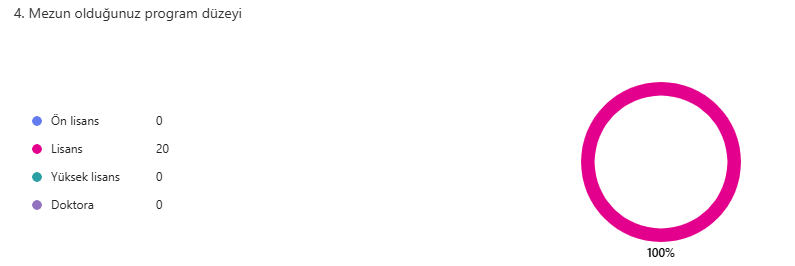 4. Mezun olduğunuz program düzeyi
Ön lisans 0
Lisans 20
Yüksek lisans 0
Doktora 0
100%